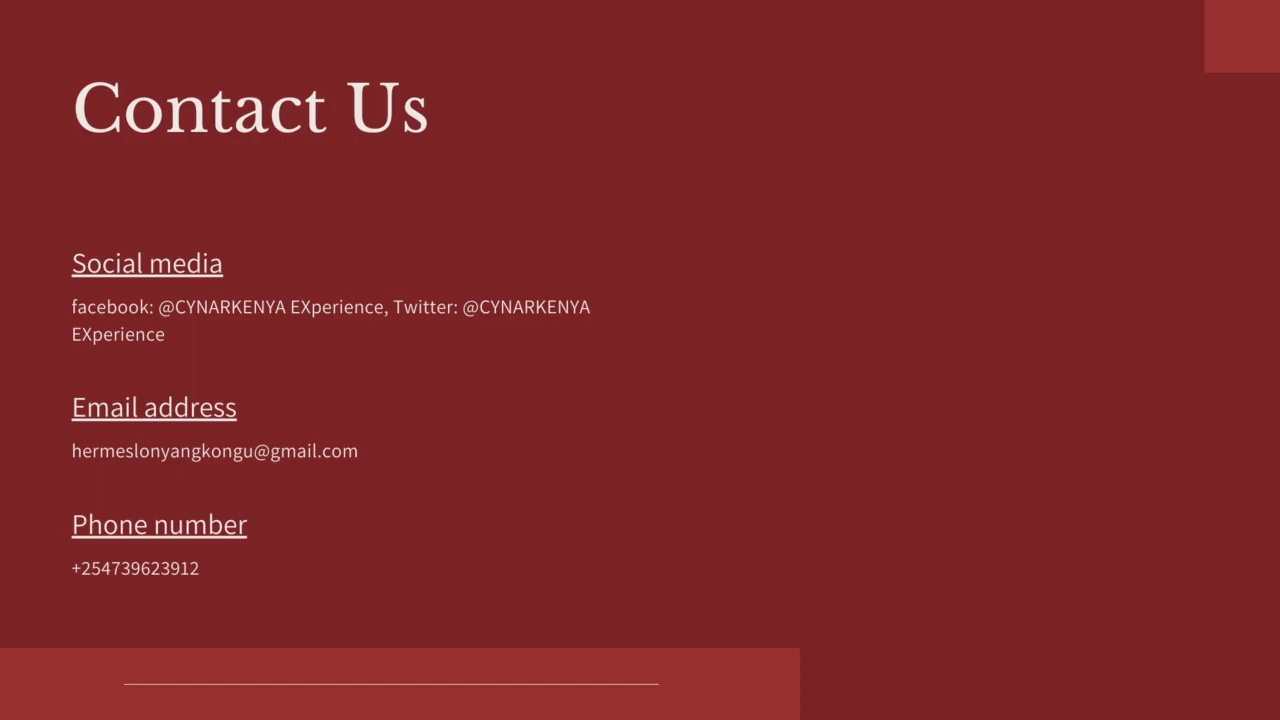 Contact Us
Social media
facebook: @CYNARKENYA EXperience, Twitter: @CYNARKENYA
EXperience
Email address
hermeslonyangkongu@gmail.com
Phone number
+254739623912